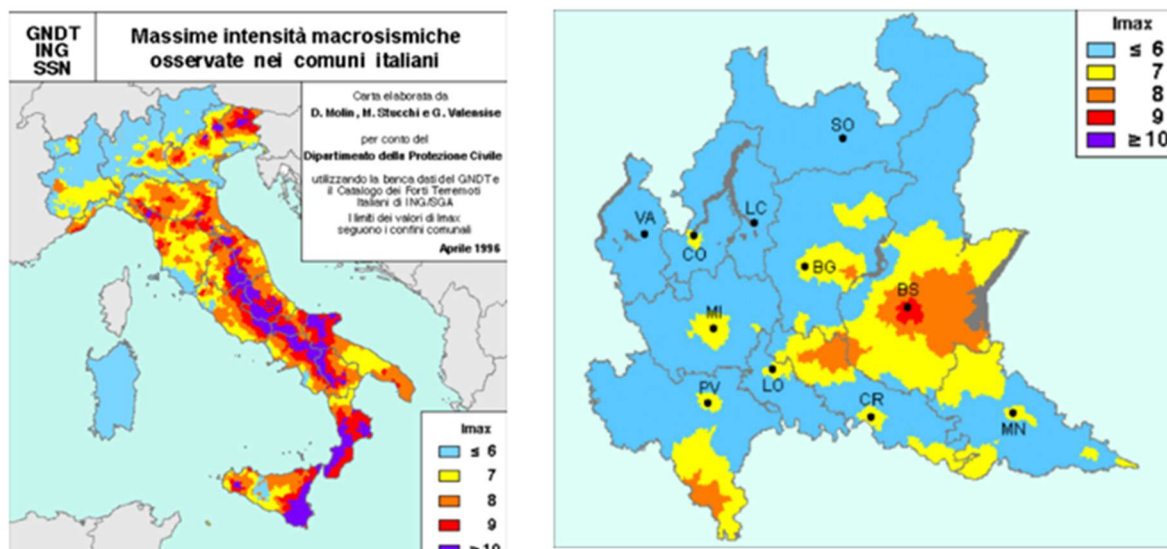 GNDT
ING
SSN
Massime intensità macrosismiche
osservate nei comuni italiani
Carta elaborata da
D. Molin, M. Stucchi e G. Valensise
per conto del
Dipartimento della Protezione Civile
utilizzando la banca dati del GNDT e
il Catalogo dei Forti Terremoti
Italiani di ING/SGA
I limiti dei valori di Imax
seguono i confini comunali
Aprile 1996
Imax
≤ 6
7
8
9
≥10
Imax
≤ 6
7
8
9
≥ 10
SO
VA
CO
LC
BG
BS
MI
LO
PV
CR
MN